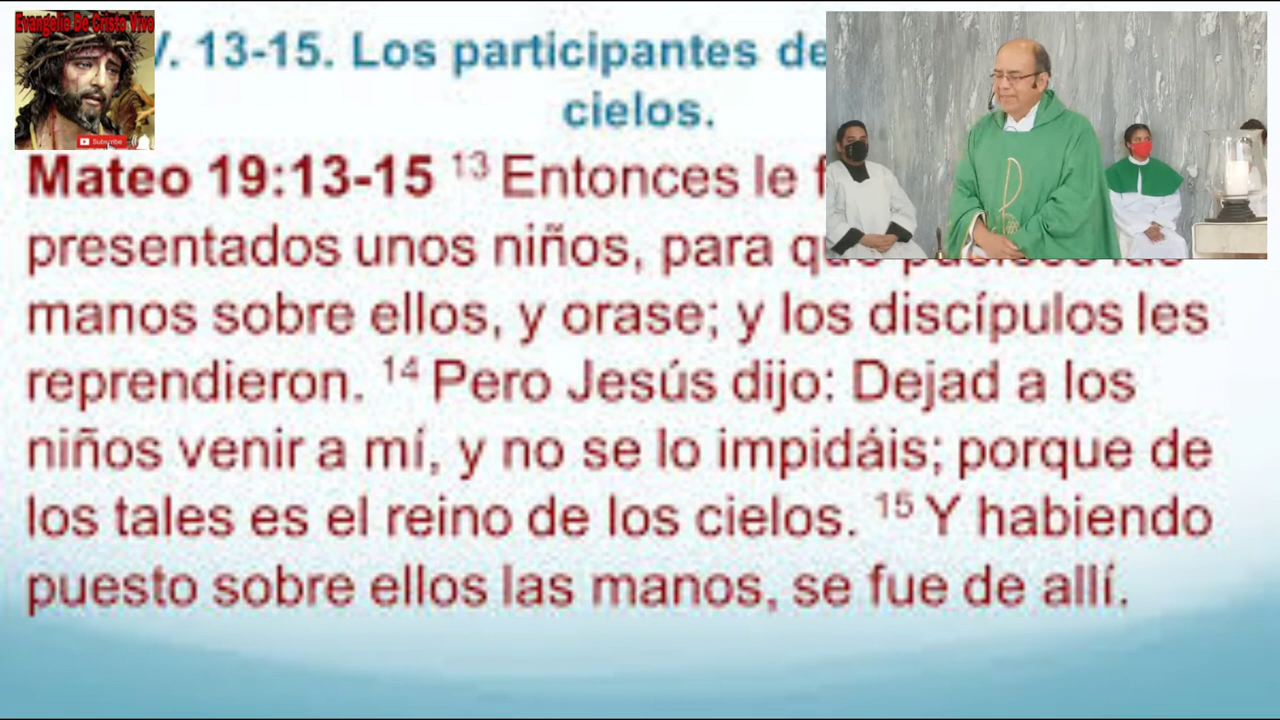 Evangelio De Cristo Vivo
V. 13-15. Los participantes de
cielos.
Mateo 19:13-15 13 Entonces le
presentados unos niños, para que
manos sobre ellos, y orase; y los discípulos les
reprendieron. 14 Pero Jesús dijo: Dejad a los
niños venir a mí, y no se lo impidáis; porque de
los tales es el reino de los cielos. 15 Y habiendo
puesto sobre ellos las manos, se fue de allí.
Subscribe